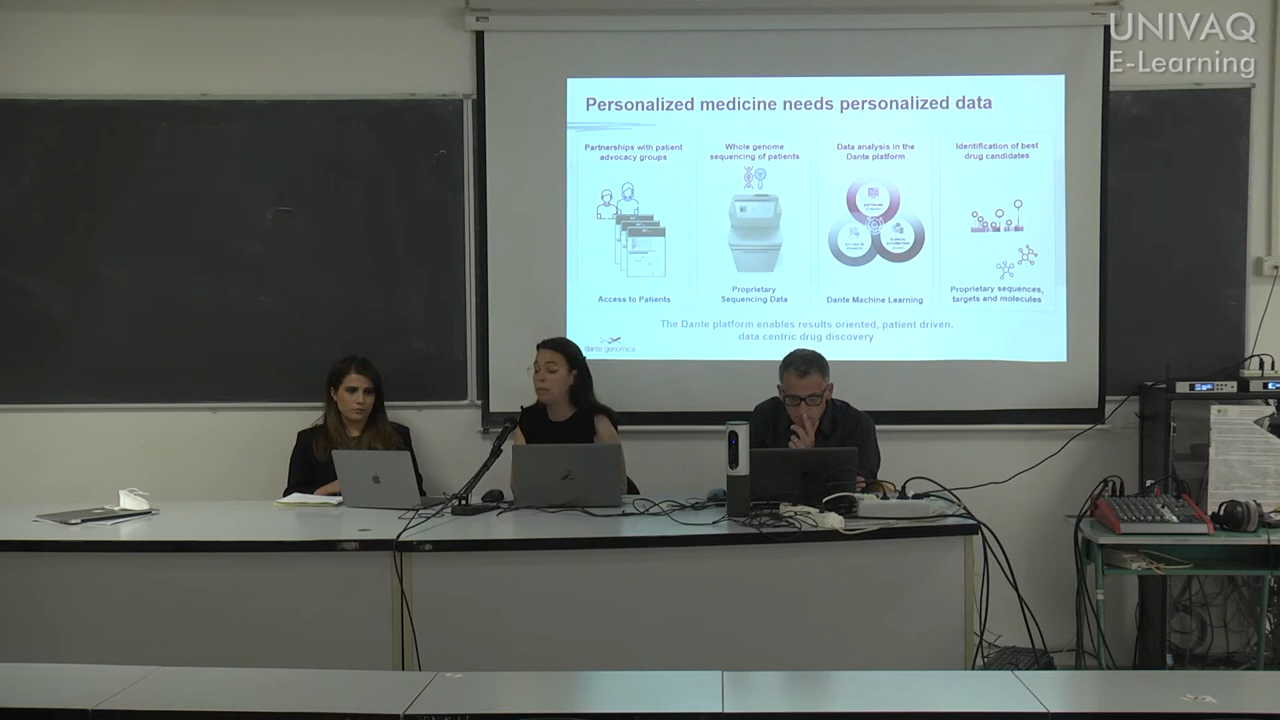 UNIVAQ
E-Learning
Personalized medicine needs personalized data
Partnerships with patient
advocacy groups
Whole genome
sequencing of patients
Data analysis in the
Dante platform
Identification of best
drug candidates
SOFTWARE
Access to Patients
Proprietary
Sequencing Data
Dante Machine Learning
Proprietary sequences,
targets and molecules
The Dante platform enables results oriented, patient driven,
data centric drug discovery
dante genomics